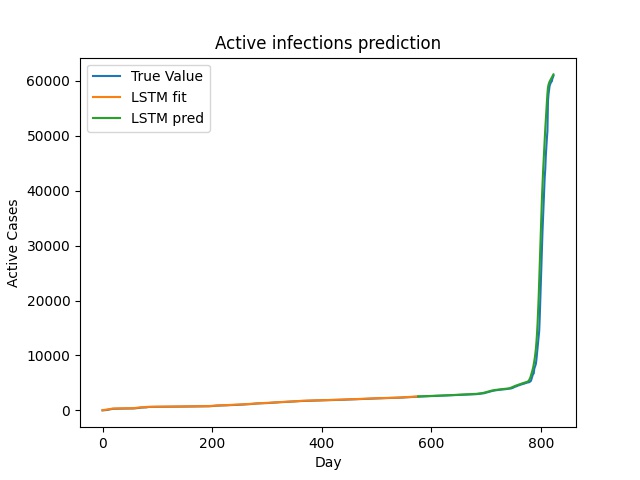 Active infections prediction
True Value
LSTM fit
LSTM pred
Active Cases
60000
50000
40000
30000
20000
10000
0
0 200 400 600 800
Day